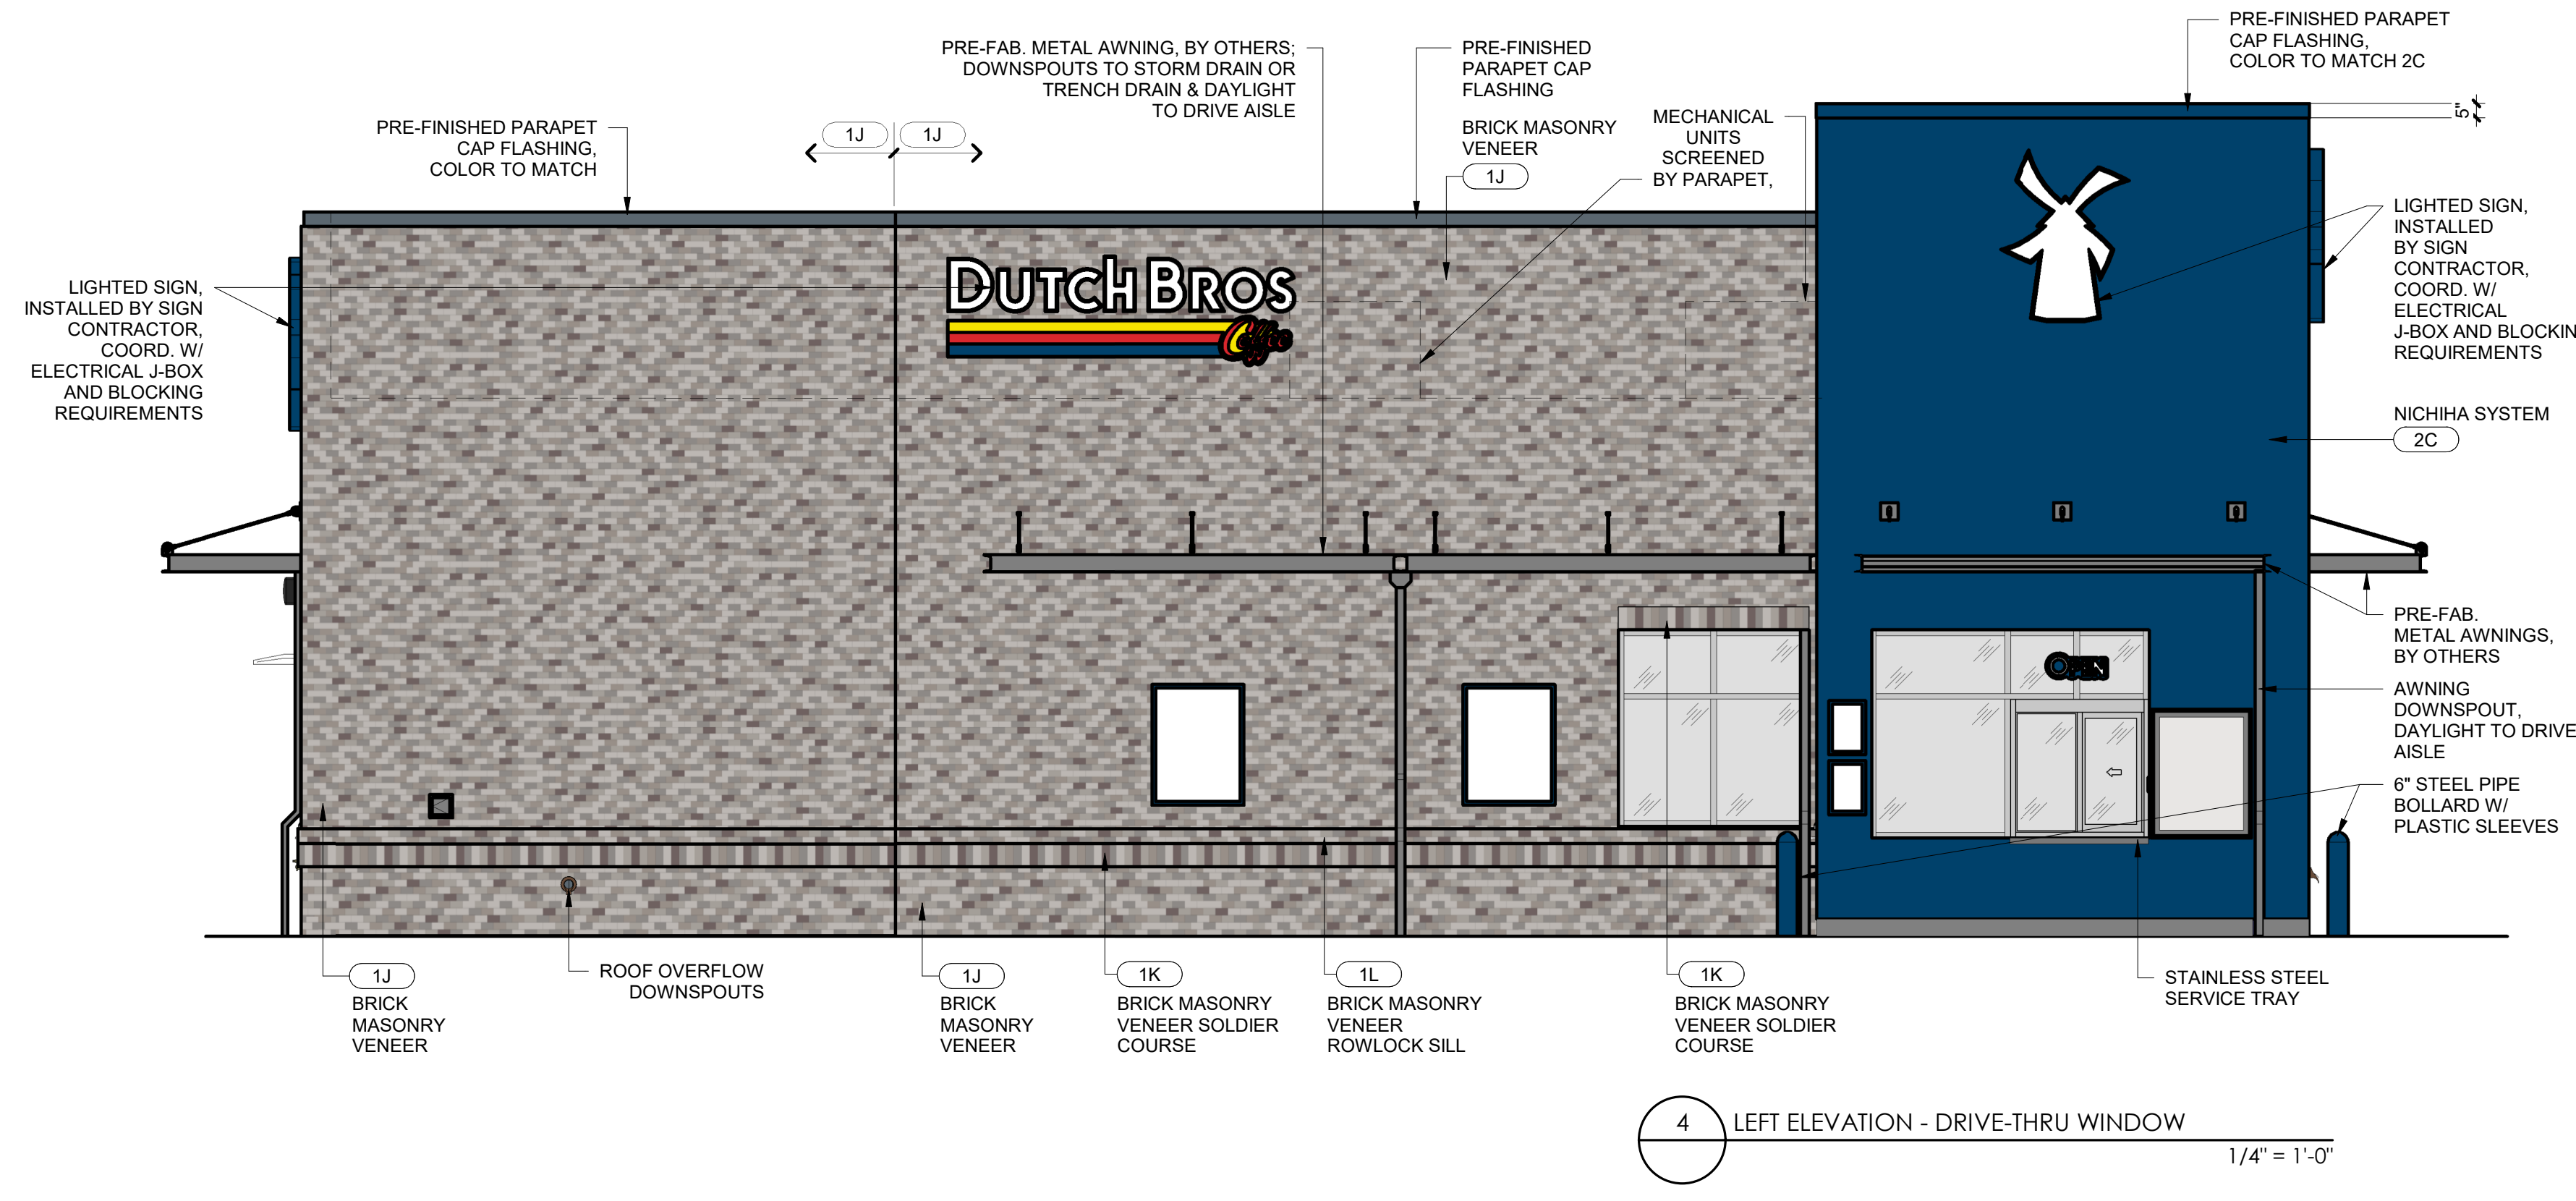 PRE-FINISHED PARAPET
CAP FLASHING,
COLOR TO MATCH 2C
PRE-FAB. METAL AWNING, BY OTHERS;
DOWNSPOUTS TO STORM DRAIN OR
TRENCH DRAIN & DAYLIGHT
TO DRIVE AISLE
PRE-FINISHED
PARAPET CAP
FLASHING
5"
PRE-FINISHED PARAPET
CAP FLASHING,
COLOR TO MATCH
1J
1J
BRICK MASONRY
VENEER
1J
MECHANICAL
UNITS
SCREENED
BY PARAPET,
LIGHTED SIGN,
INSTALLED
BY SIGN
CONTRACTOR,
COORD. W/
ELECTRICAL
J-BOX AND BLOCKIN
REQUIREMENTS
LIGHTED SIGN,
INSTALLED BY SIGN
CONTRACTOR,
COORD. W/
ELECTRICAL J-BOX
AND BLOCKING
REQUIREMENTS
DUTCH BROS
NICHIHA SYSTEM
2C
PRE-FAB.
METAL AWNINGS,
BY OTHERS
OPEN
AWNING
DOWNSPOUT,
DAYLIGHT TO DRIVE
AISLE
6" STEEL PIPE
BOLLARD W/
PLASTIC SLEEVES
1J
BRICK
MASONRY
VENEER
ROOF OVERFLOW
DOWNSPOUTS
1J
BRICK
MASONRY
VENEER
1K
BRICK MASONRY
VENEER SOLDIER
COURSE
1L
BRICK MASONRY
VENEER
ROWLOCK SILL
1K
BRICK MASONRY
VENEER SOLDIER
COURSE
STAINLESS STEEL
SERVICE TRAY
4
LEFT ELEVATION - DRIVE-THRU WINDOW
1/4" = 1'-0"